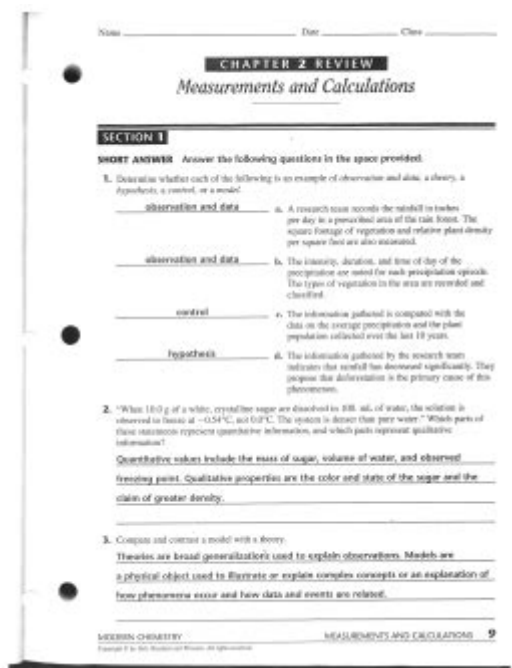 Name Date Class
CHAPTER 2 REVIEW
Measurements and Calculations
SECTION 1
SHORT ANSWER Answer the following questions in the space provided.
1. Determine whether each of the following is an example of observation and data, a theory, a
hypothesis, a control, or a model.
observation and data
a. A research team records the rainfall in inches
per day in a prescribed area of the rain forest. The
square footage of vegetation and relative plant density
per square foot are also measured.
observation and data
b. The intensity, duration, and time of day of the
precipitation are noted for each precipitation episode.
The types of vegetation in the area are recorded and
classified.
control
c. The information gathered is compared with the
data on the average precipitation and the plant
population collected over the last 10 years.
hypothesis
d. The information gathered by the research team
indicates that rainfall has decreased significantly. They
propose that deforestation is the primary cause of this
phenomenon.
2. "When 10.0 g of a white, crystalline sugar are dissolved in 100. mL of water, the solution is
observed to freeze at −0.54°C, not 0.0°C. The system is denser than pure water." Which parts of
these statements represent quantitative information, and which parts represent qualitative
information?
Quantitative values include the mass of sugar, volume of water, and observed
freezing point. Qualitative properties are the color and state of the sugar and the
claim of greater density.
3. Compare and contrast a model with a theory.
Theories are broad generalizations used to explain observations. Models are
a physical object used to illustrate or explain complex concepts or an explanation of
how phenomena occur and how data and events are related.
MODERN CHEMISTRY MEASUREMENTS AND CALCULATIONS 9
Copyright © by Holt, Rinehart and Winston. All rights reserved.